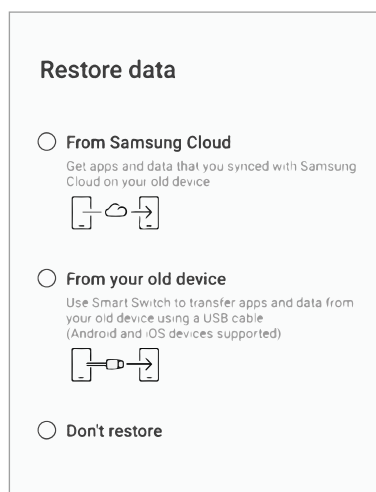 Restore data
From Samsung Cloud
Get apps and data that you synced with Samsung
Cloud on your old device
From your old device
Use Smart Switch to transfer apps and data from
your old device using a USB cable
(Android and iOS devices supported)
Don't restore